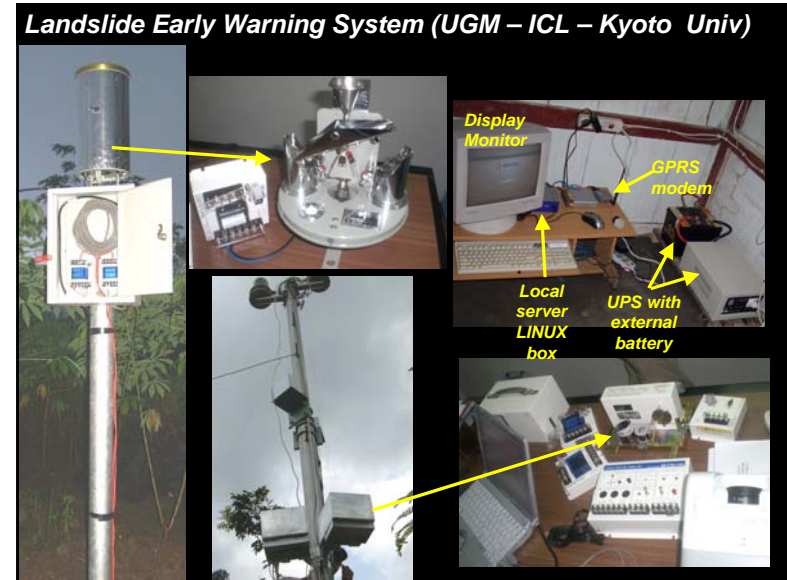 Landslide Early Warning System (UGM – ICL – Kyoto Univ)
Display
Monitor
GPRS
modem
Local
server
LINUX
box
UPS with
external
battery